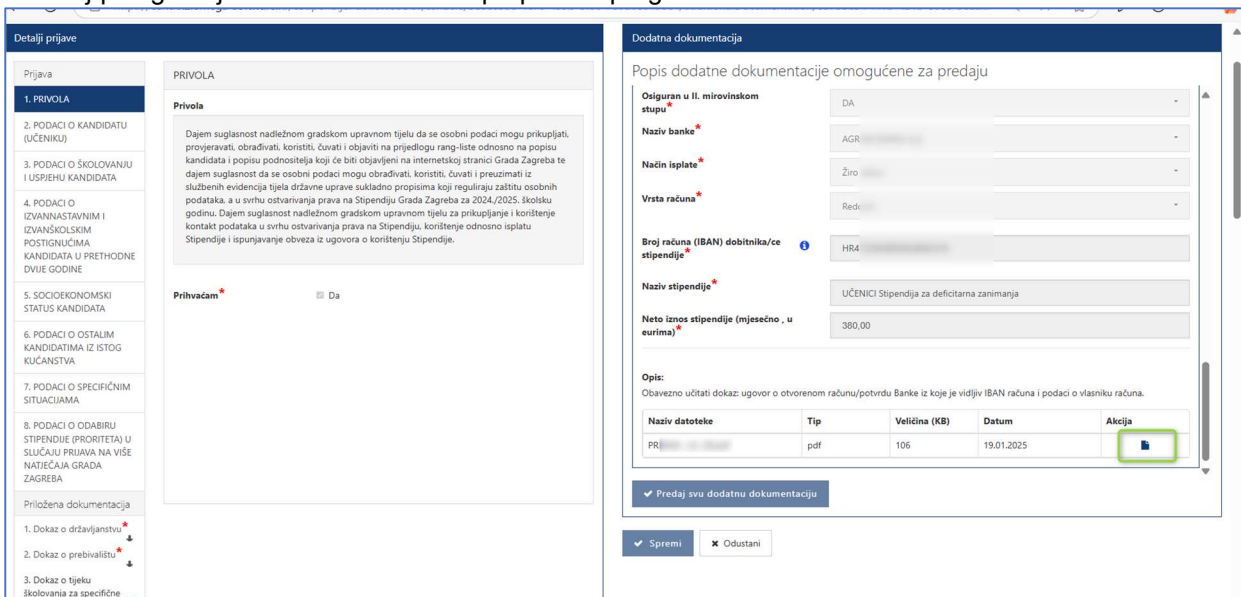 Detalji prijave
Prijava
1. PRIVOLA
2. PODACI O KANDIDATU
(UČENIKU)
3. PODACI O ŠKOLOVANJU
I USPJEHU KANDIDATA
4. PODACI O
IZVANNASTAVNIM I
IZVANŠKOLSKIM
POSTIGNUĆIMA
KANDIDATA U PRETHODNE
DVIJE GODINE
5. SOCIOEKONOMSKI
STATUS KANDIDATA
6. PODACI O OSTALIM
KANDIDATIMA IZ ISTOG
KUĆANSTVA
7. PODACI O SPECIFIČNIM
SITUACIJAMA
8. PODACI O ODABIRU
STIPENDIJE (PRORITETA) U
SLUČAJU PRIJAVA NA VIŠE
NATJEČAJA GRADA
ZAGREBA
Priložena dokumentacija
1. Dokaz o državljanstvu*
2. Dokaz o prebivalištu*
3. Dokaz o tijeku
školovanja za specifične
PRIVOLA
Privola
Dajem suglasnost nadležnom gradskom upravnom tijelu da se osobni podaci mogu prikupljati,
provjeravati, obrađivati, koristiti, čuvati i objaviti na prijedlogu rang-liste odnosno na popisu
kandidata i popisu podnositelja koji će biti objavljeni na internetskoj stranici Grada Zagreba te
dajem suglasnost da se osobni podaci mogu obrađivati, koristiti, čuvati i preuzimati iz
službenih evidencija tijela državne uprave sukladno propisima koji reguliraju zaštitu osobnih
podataka, a u svrhu ostvarivanja prava na Stipendiju Grada Zagreba za 2024./2025. školsku
godinu. Dajem suglasnost nadležnom gradskom upravnom tijelu za prikupljanje i korištenje
kontakt podataka u svrhu ostvarivanja prava na Stipendiju, korištenje odnosno isplatu
Stipendije i ispunjavanje obveza iz ugovora o korištenju Stipendije.
Prihvaćam* Da
Dodatna dokumentacija
Popis dodatne dokumentacije omogućene za predaju
Osiguran u II. mirovinskom
stupu* DA
Naziv banke* AGR
Način isplate* Žiro
Vrsta računa*
Broj računa (IBAN) dobitnika/ce
stipendije* HR4
Naziv stipendije* UČENICI Stipendija za deficitarna zanimanja
Neto iznos stipendije (mjesečno , u
eurima)* 380,00
Opis:
Obavezno učitati dokaz: ugovor o otvorenom računu/potvrdu Banke iz koje je vidljiv IBAN računa i podaci o vlasniku računa.
Naziv datoteke Tip Veličina (KB) Datum Akcija
pdf 106 19.01.2025
Predaj svu dodatnu dokumentaciju
Spremi Odustani